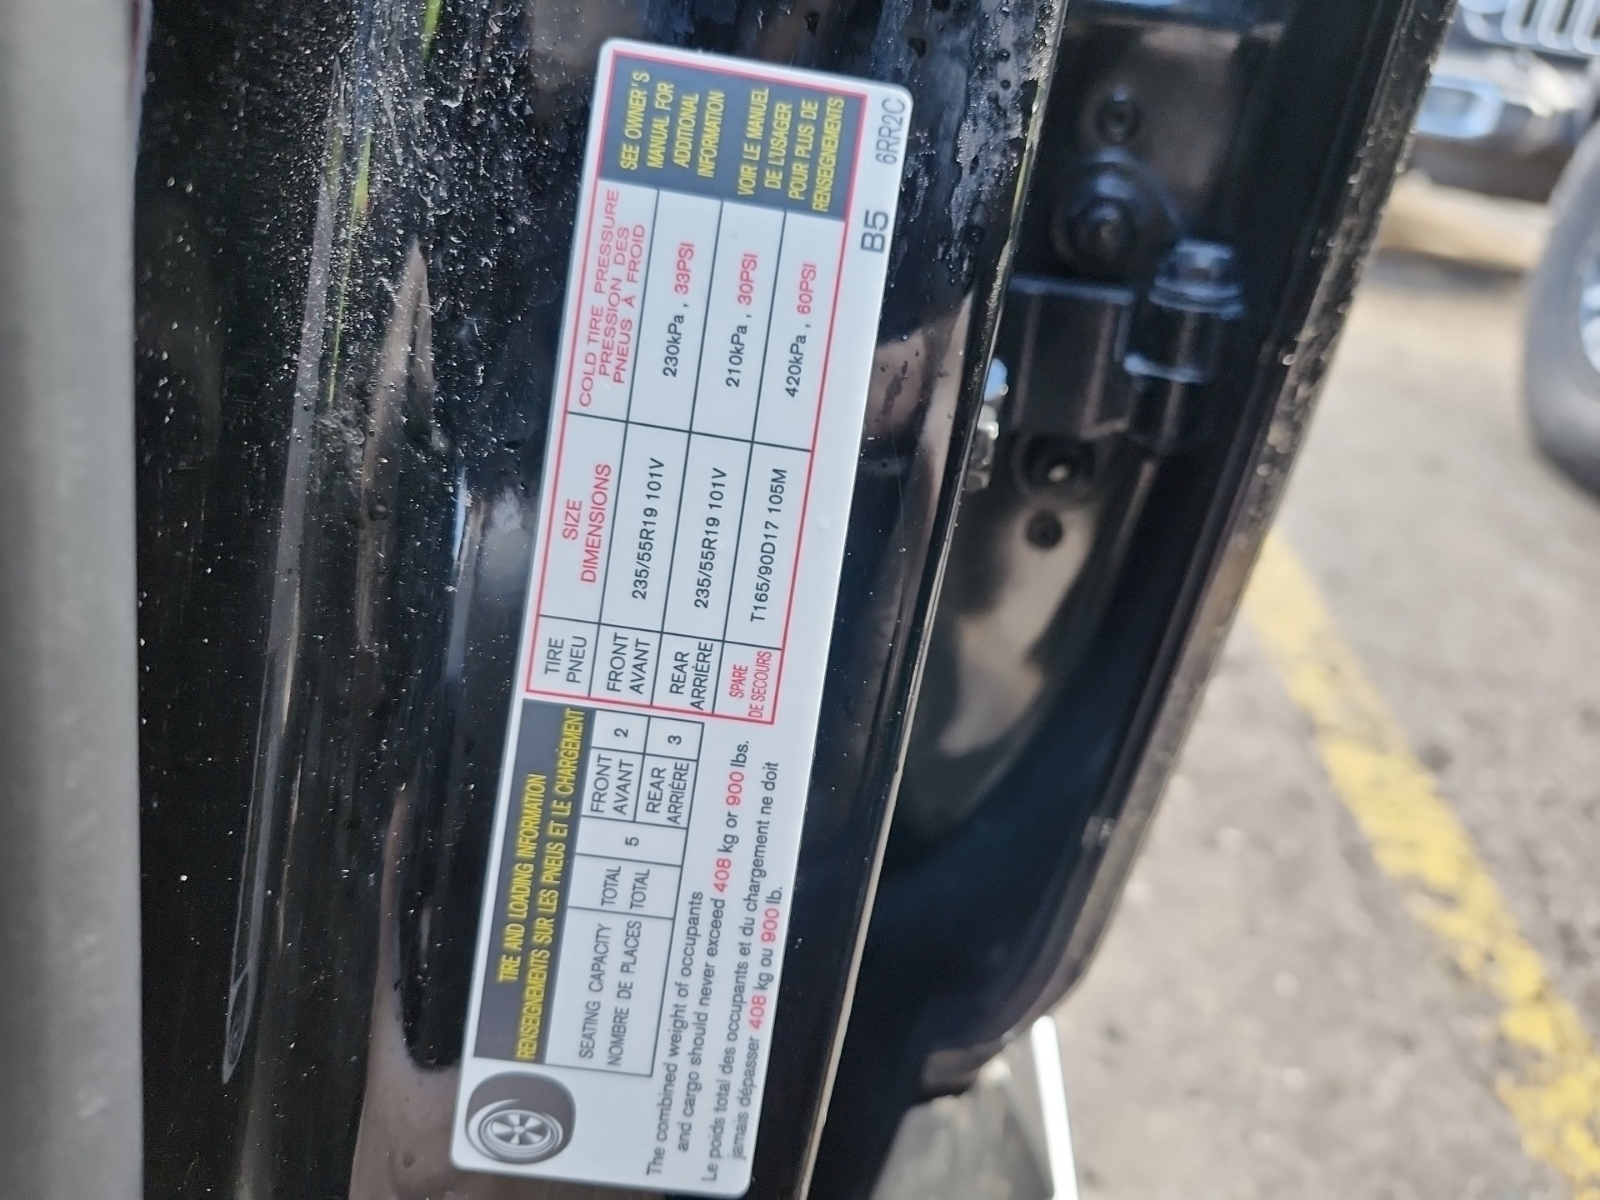 TIRE AND LOADING INFORMATION
RENSEIGNEMENTS SUR LES PNEUS ET LE CHARGEMENT
SEATING CAPACITY
NOMBRE DE PLACES
TOTAL
TOTAL
5
FRONT
AVANT
2
REAR
ARRIÈRE
3
The combined weight of occupants
and cargo should never exceed 408 kg or 900 lbs.
Le poids total des occupants et du chargement ne doit
jamais dépasser 408 kg ou 900 lb.
TIRE
PNEU
SIZE
DIMENSIONS
COLD TIRE PRESSURE
PRESSION DES
PNEUS À FROID
FRONT
AVANT
235/55R19 101V
230kPa , 33PSI
REAR
ARRIÈRE
235/55R19 101V
210kPa , 30PSI
SPARE
DE SECOURS
T165/90D17 105M
420kPa , 60PSI
SEE OWNER'S
MANUAL FOR
ADDITIONAL
INFORMATION
VOIR LE MANUEL
DE L'USAGER
POUR PLUS DE
RENSEIGNEMENTS
B5 6RR2C